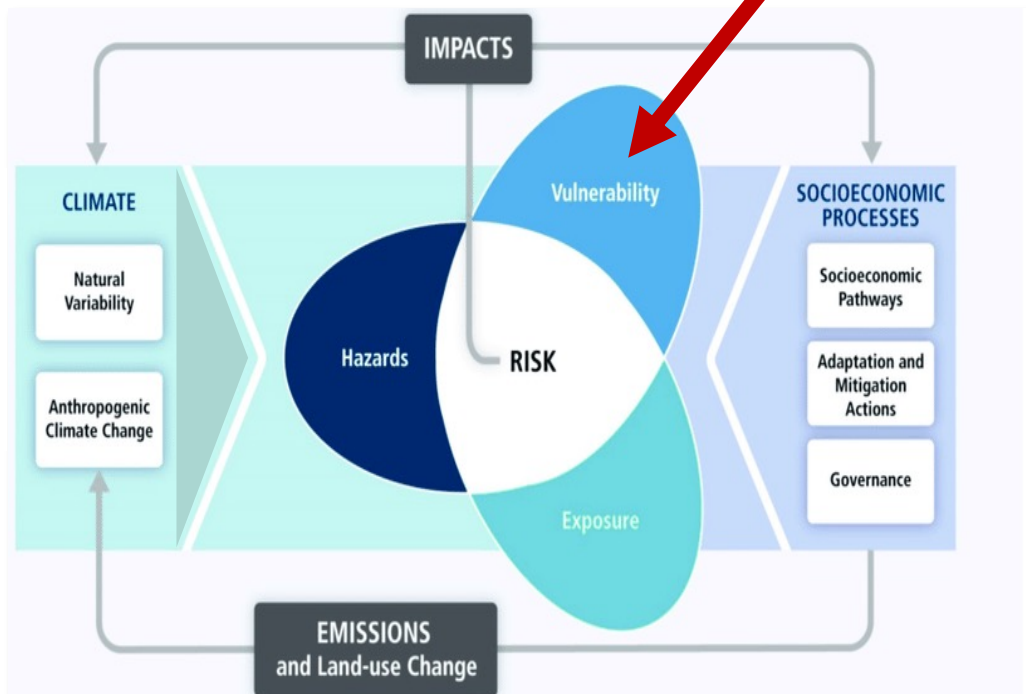 IMPACTS
CLIMATE
Natural
Variability
Anthropogenic
Climate Change
Vulnerability
Hazards
RISK
Exposure
SOCIOECONOMIC
PROCESSES
Socioeconomic
Pathways
Adaptation and
Mitigation
Actions
Governance
EMISSIONS
and Land-use Change